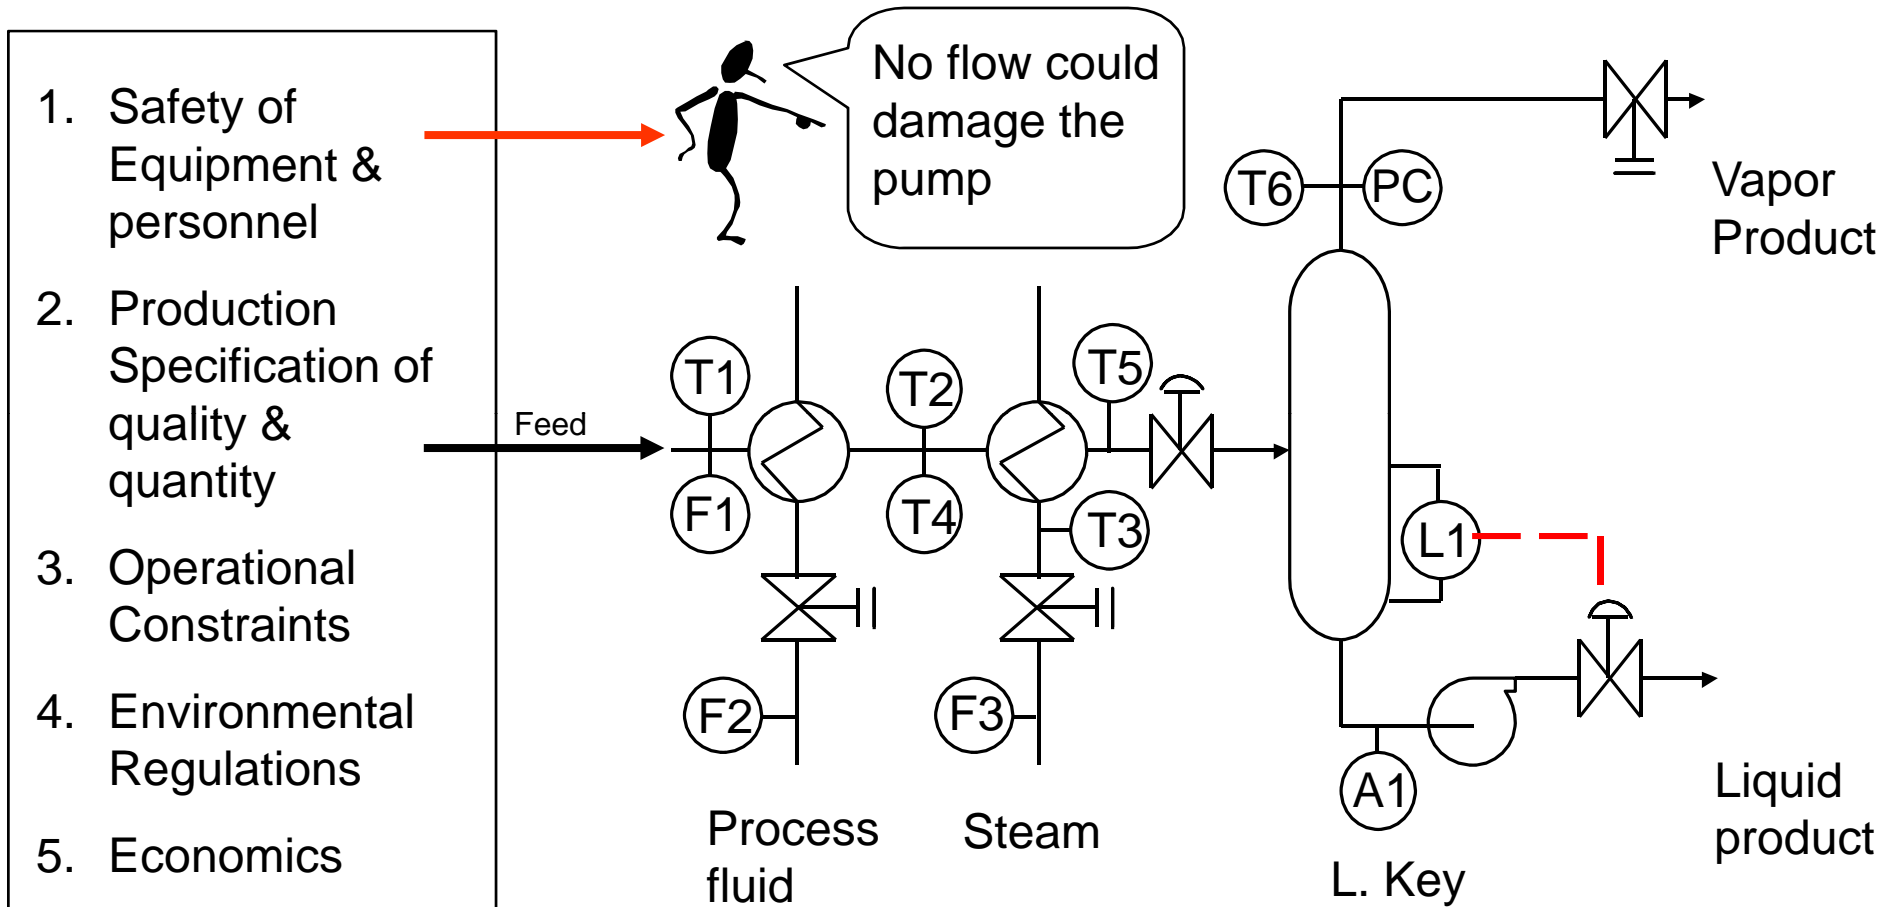 1. Safety of
Equipment &
personnel
2. Production
Specification of
quality &
quantity
3. Operational
Constraints
4. Environmental
Regulations
5. Economics
No flow could
damage the
pump
Feed
T1
F1
T2
T4
T5
T3
F2
F3
T6
PC
L1
A1
Process
fluid
Steam
L. Key
Vapor
Product
Liquid
product